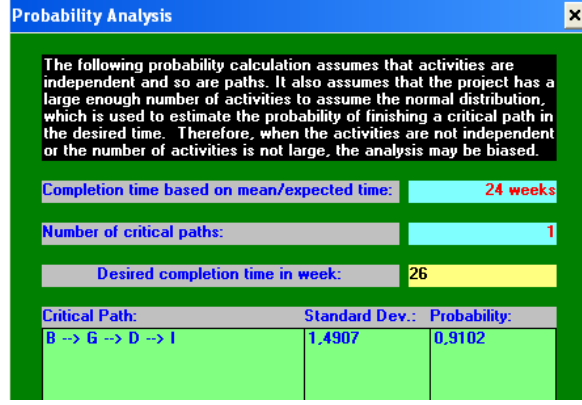 Probability Analysis
The following probability calculation assumes that activities are
independent and so are paths. It also assumes that the project has a
large enough number of activities to assume the normal distribution,
which is used to estimate the probability of finishing a critical path in
the desired time.  Therefore, when the activities are not independent
or the number of activities is not large, the analysis may be biased.
Completion time based on mean/expected time: 24 weeks
Number of critical paths: 1
Desired completion time in week: 26
Critical Path: Standard Dev.: Probability:
B --> G --> D --> I 1,4907 0,9102